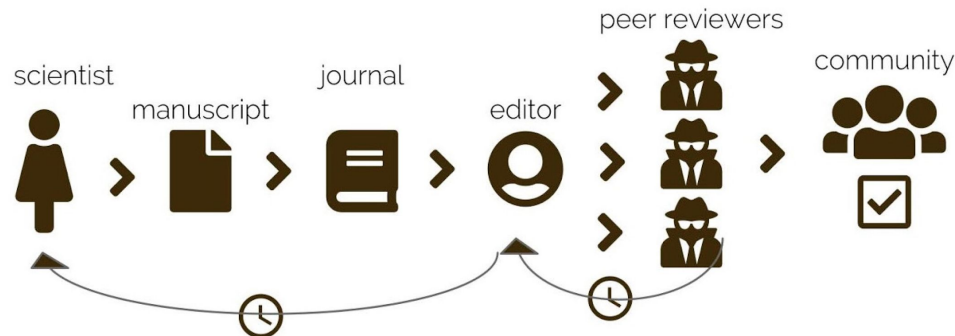 scientist
manuscript
journal
editor
peer reviewers
community